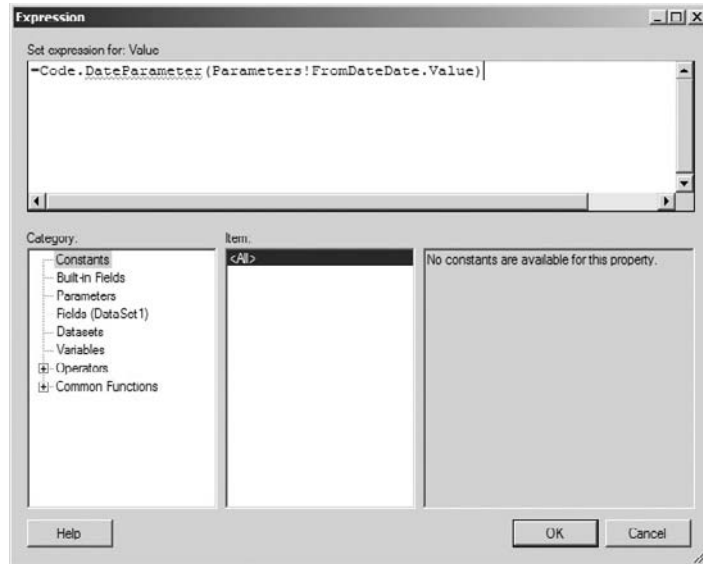 Expression
Set expression for: Value
=Code.DateParameter(Parameters!FromDateDate.Value)
Category:
Item:
Constants
Built-in Fields
Parameters
Fields (DataSet1)
Datasets
Variables
Operators
Common Functions
<All>
No constants are available for this property.
Help
OK
Cancel